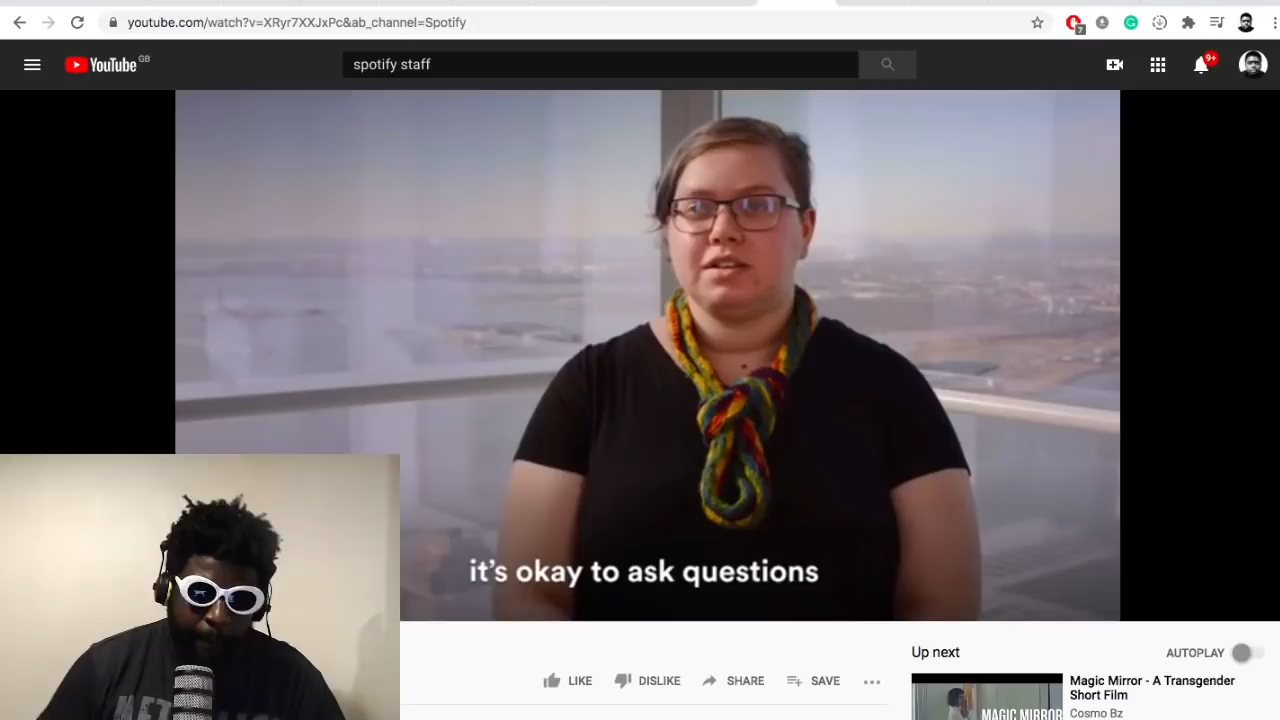 youtube.com/watch?v=XRyr7XXJxPc&ab_channel=Spotify
7
YouTube GB
spotify staff
9+
it's okay to ask questions
LIKE
DISLIKE
SHARE
SAVE
Up next
AUTOPLAY
MAGIC MIRROR
Magic Mirror - A Transgender
Short Film
Cosmo Bz